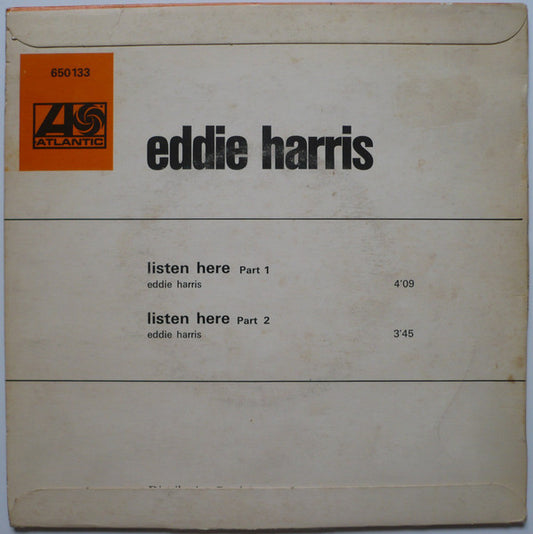 650133
ATLANTIC
eddie harris
listen here Part 1
eddie harris 4'09
listen here Part 2
eddie harris 3'45